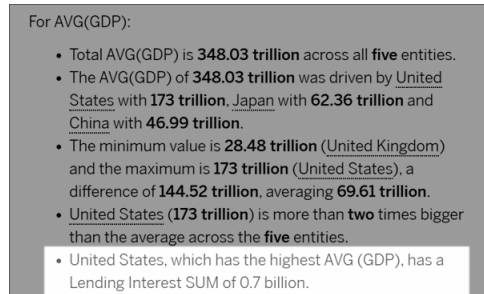 For AVG(GDP):
• Total AVG(GDP) is 348.03 trillion across all five entities.
• The AVG(GDP) of 348.03 trillion was driven by United
States with 173 trillion, Japan with 62.36 trillion and
China with 46.99 trillion.
• The minimum value is 28.48 trillion (United Kingdom)
and the maximum is 173 trillion (United States), a
difference of 144.52 trillion, averaging 69.61 trillion.
• United States (173 trillion) is more than two times bigger
than the average across the five entities.
• United States, which has the highest AVG (GDP), has a
Lending Interest SUM of 0.7 billion.